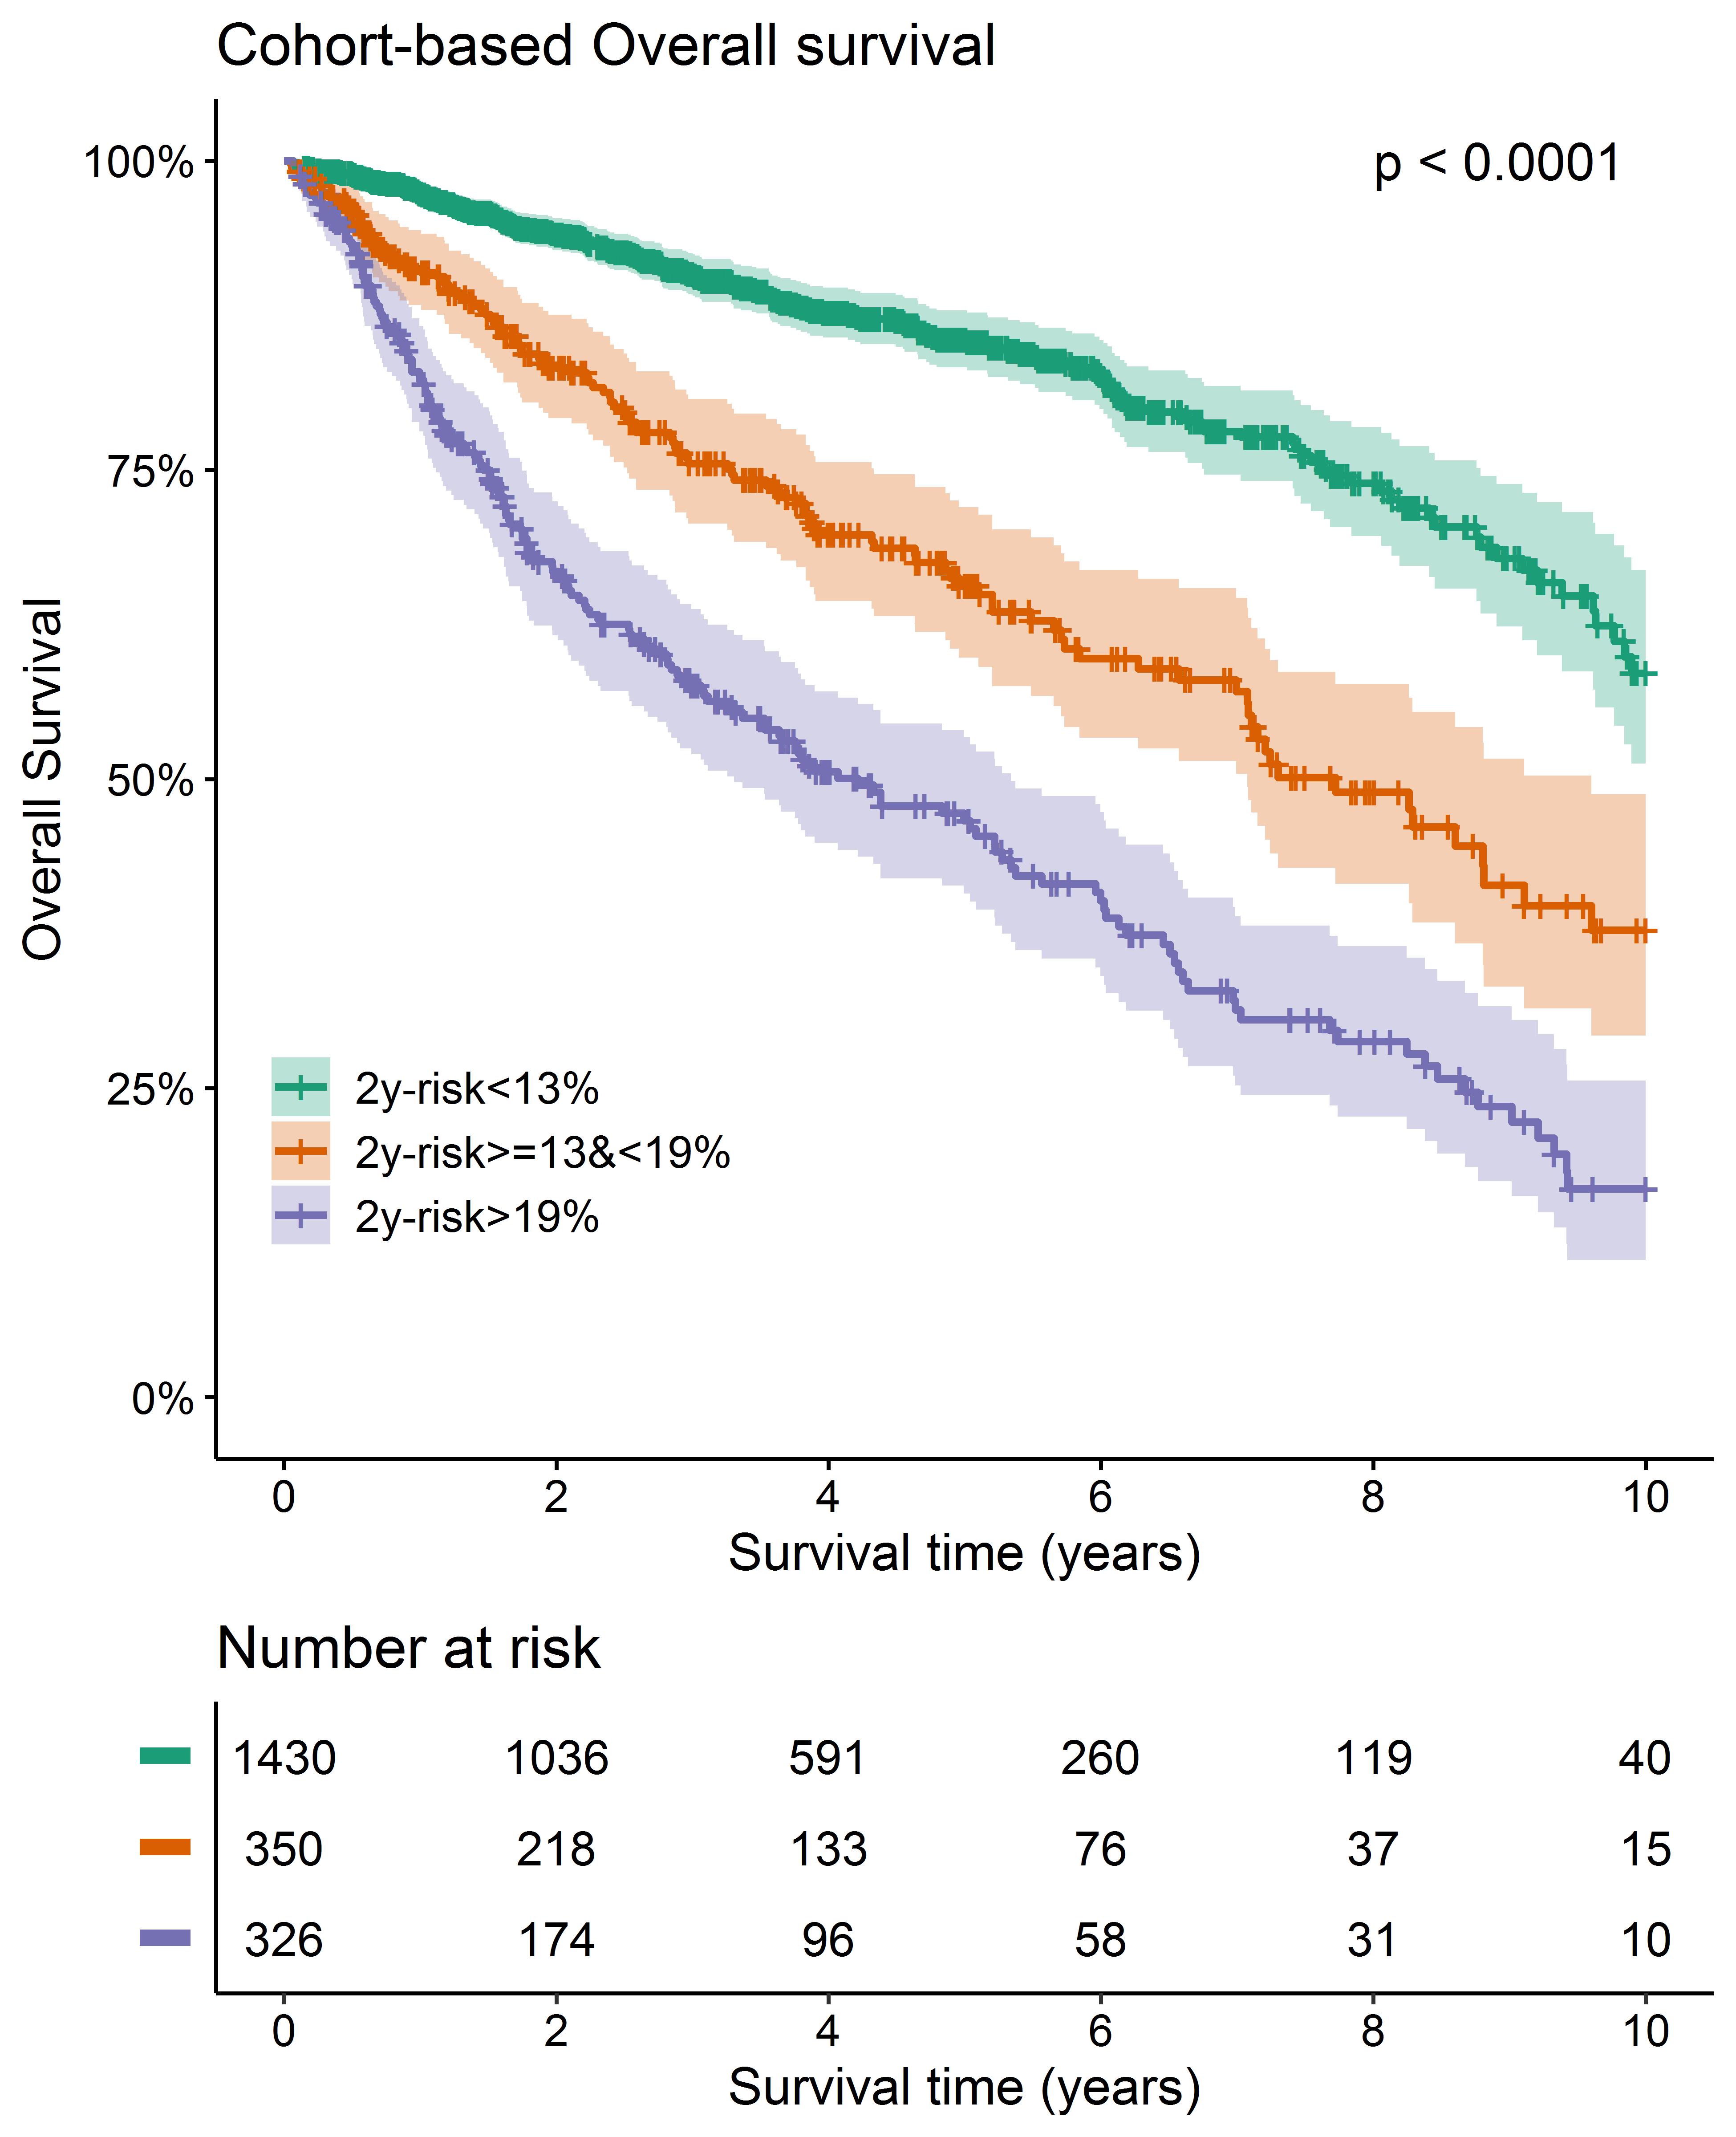 Cohort-based Overall survival
p < 0.0001
100%
75%
50%
25%
0%
Overall Survival
2y-risk<13%
2y-risk>=13&<19%
2y-risk>19%
0 2 4 6 8 10
Survival time (years)
Number at risk
1430 1036 591 260 119 40
350 218 133 76 37 15
326 174 96 58 31 10
0 2 4 6 8 10
Survival time (years)